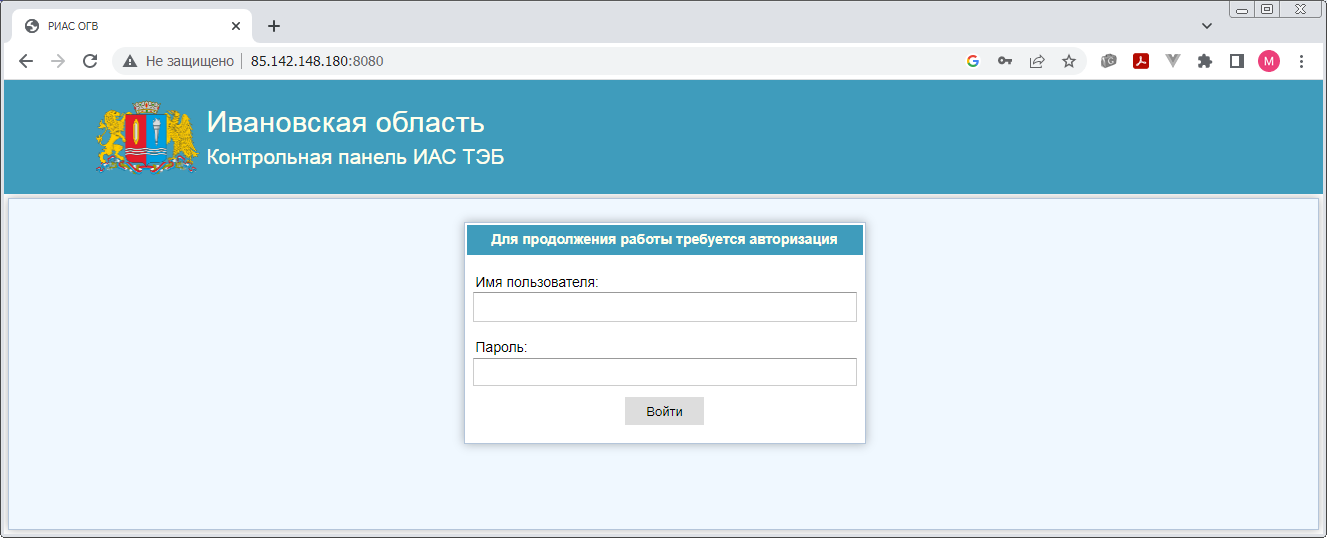 РИАС ОГВ
Не защищено
85.142.148.180:8080
M
Ивановская область
Контрольная панель ИАС ТЭБ
Для продолжения работы требуется авторизация
Имя пользователя:
Пароль:
Войти